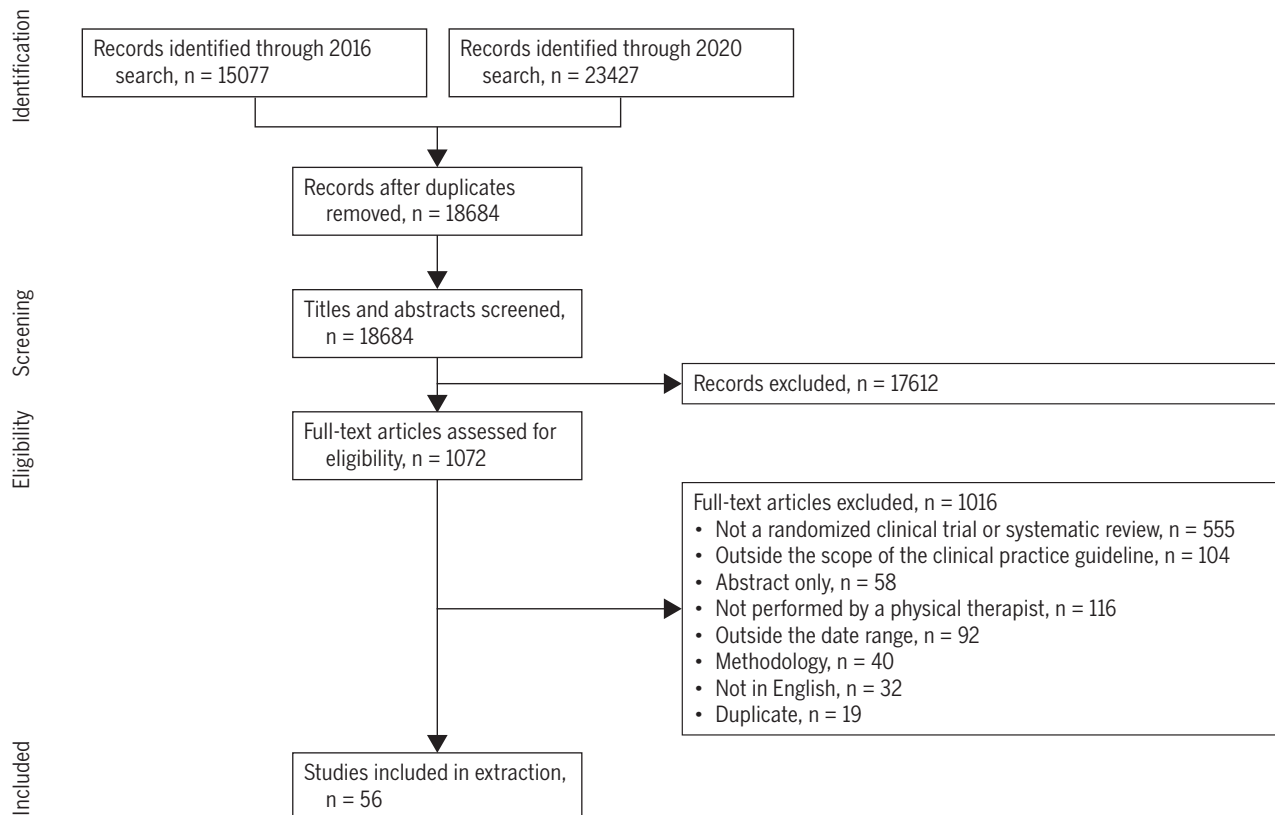 Identification
Records identified through 2016
search, n = 15077
Records identified through 2020
search, n = 23427
Records after duplicates
removed, n = 18684
Screening
Titles and abstracts screened,
n = 18684
Records excluded, n = 17612
Eligibility
Full-text articles assessed for
eligibility, n = 1072
Full-text articles excluded, n = 1016
• Not a randomized clinical trial or systematic review, n = 555
• Outside the scope of the clinical practice guideline, n = 104
• Abstract only, n = 58
• Not performed by a physical therapist, n = 116
• Outside the date range, n = 92
• Methodology, n = 40
• Not in English, n = 32
• Duplicate, n = 19
Included
Studies included in extraction,
n = 56